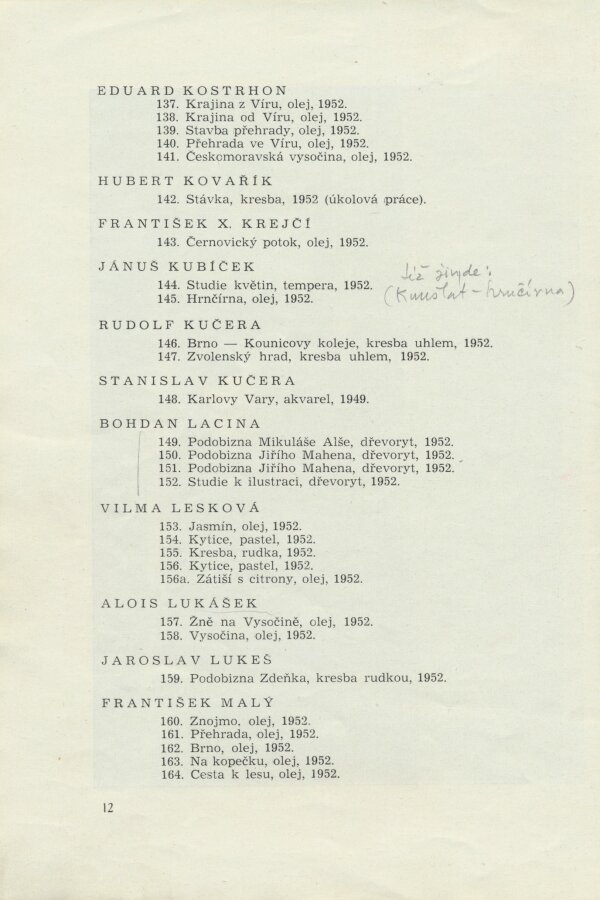 EDUARD KOSTRHON
137. Krajina z Víru, olej, 1952.
138. Krajina od Víru, olej, 1952.
139. Stavba přehrady, olej, 1952.
140. Přehrada ve Víru, olej, 1952.
141. Českomoravská vysočina, olej, 1952.
HUBERT KOVAŘÍK
142. Stávka, kresba, 1952 (úkolová práce).
FRANTIŠEK X. KREJČÍ
143. Černovický potok, olej, 1952.
JÁNUŠ KUBÍČEK
144. Studie květin, tempera, 1952.
145. Hrnčírna, olej, 1952.
již jinde:
(Kunštat - hrnčírna)
RUDOLF KUČERA
146. Brno — Kounicovy koleje, kresba uhlem, 1952.
147. Zvolenský hrad, kresba uhlem, 1952.
STANISLAV KUČERA
148. Karlovy Vary, akvarel, 1949.
BOHDAN LACINA
149. Podobizna Mikuláše Alše, dřevoryt, 1952.
150. Podobizna Jiřího Mahena, dřevoryt, 1952.
151. Podobizna Jiřího Mahena, dřevoryt, 1952.
152. Studie k ilustraci, dřevoryt, 1952.
VILMA LESKOVÁ
153. Jasmín, olej, 1952.
154. Kytice, pastel, 1952.
155. Kresba, rudka, 1952.
156. Kytice, pastel, 1952.
156a. Zátiší s citrony, olej, 1952.
ALOIS LUKÁŠEK
157. Žně na Vysočině, olej, 1952.
158. Vysočina, olej, 1952.
JAROSLAV LUKEŠ
159. Podobizna Zdeňka, kresba rudkou, 1952.
FRANTIŠEK MALÝ
160. Znojmo, olej, 1952.
161. Přehrada, olej, 1952.
162. Brno, olej, 1952.
163. Na kopečku, olej, 1952.
164. Cesta k lesu, olej, 1952.
12